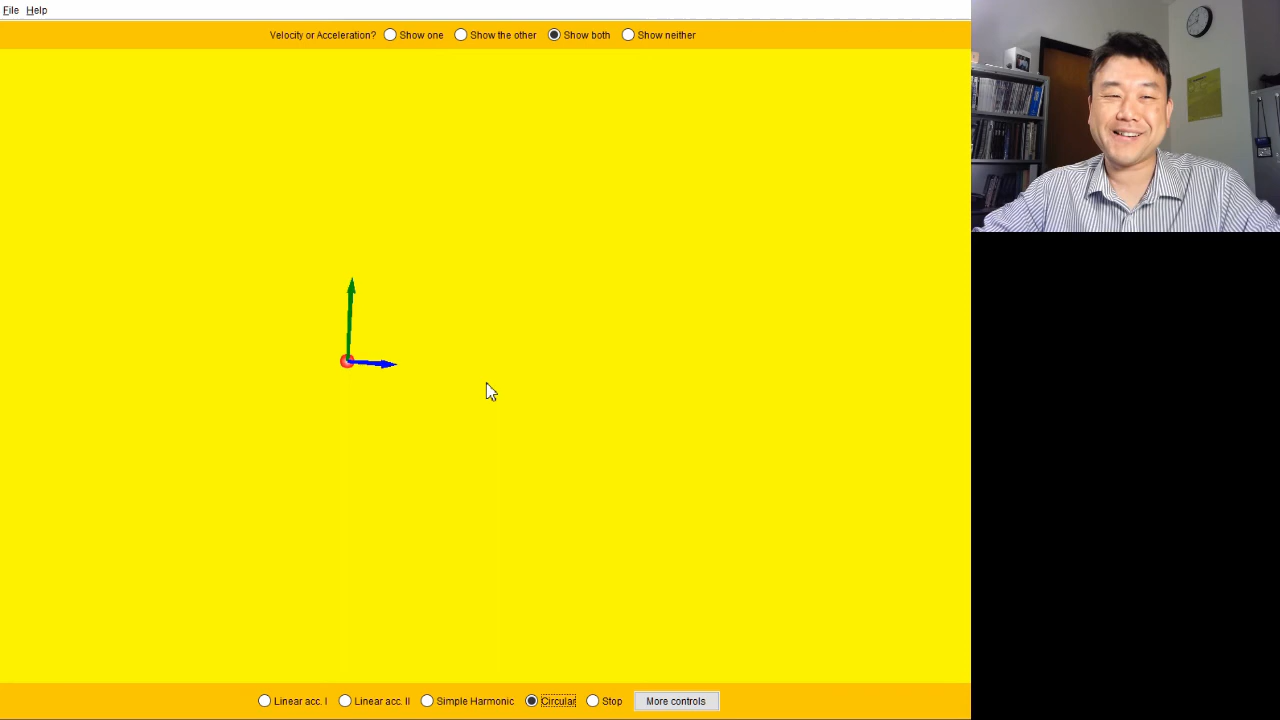 File Help
Velocity or Acceleration? Show one Show the other Show both Show neither
Linear acc. I Linear acc. II Simple Harmonic Circular Stop More controls